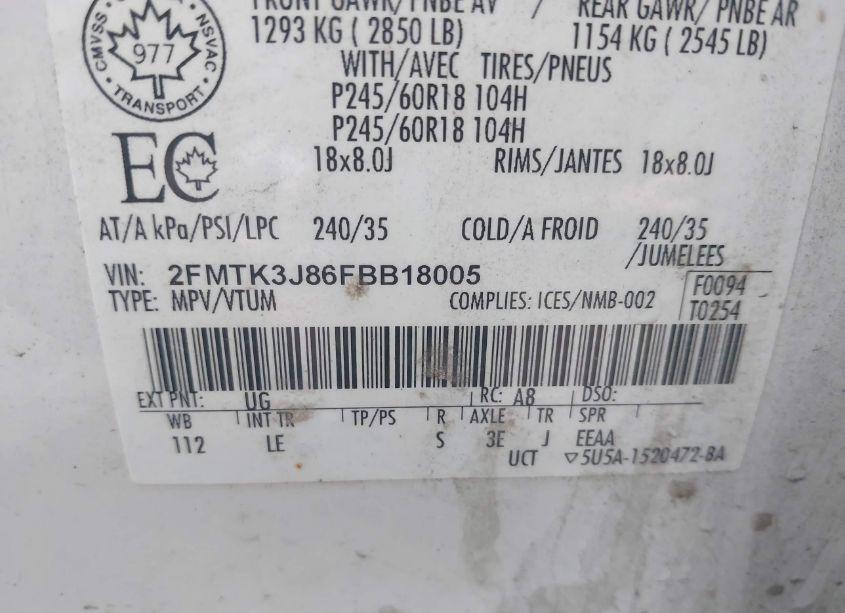 FRONT GAWR/ PNBE AV / REAR GAWR/ PNBE AR
1293 KG ( 2850 LB) 1154 KG ( 2545 LB)
WITH/AVEC TIRES/PNEUS
P245/60R18 104H
P245/60R18 104H
18x8.0J RIMS/JANTES 18x8.0J
CMVSS NSVAC
977
TRANSPORT
EC
AT/A kPa/PSI/LPC 240/35 COLD/A FROID 240/35
/JUMELEES
VIN: 2FMTK3J86FBB18005
TYPE: MPV/VTUM COMPLIES: ICES/NMB-002
F0094
T0254
EXT PNT: UG RC: A8 DSO:
WB INT TR TP/PS R AXLE TR SPR
112 LE S 3E J EEAA
UCT ▽5U5A-1520472-BA